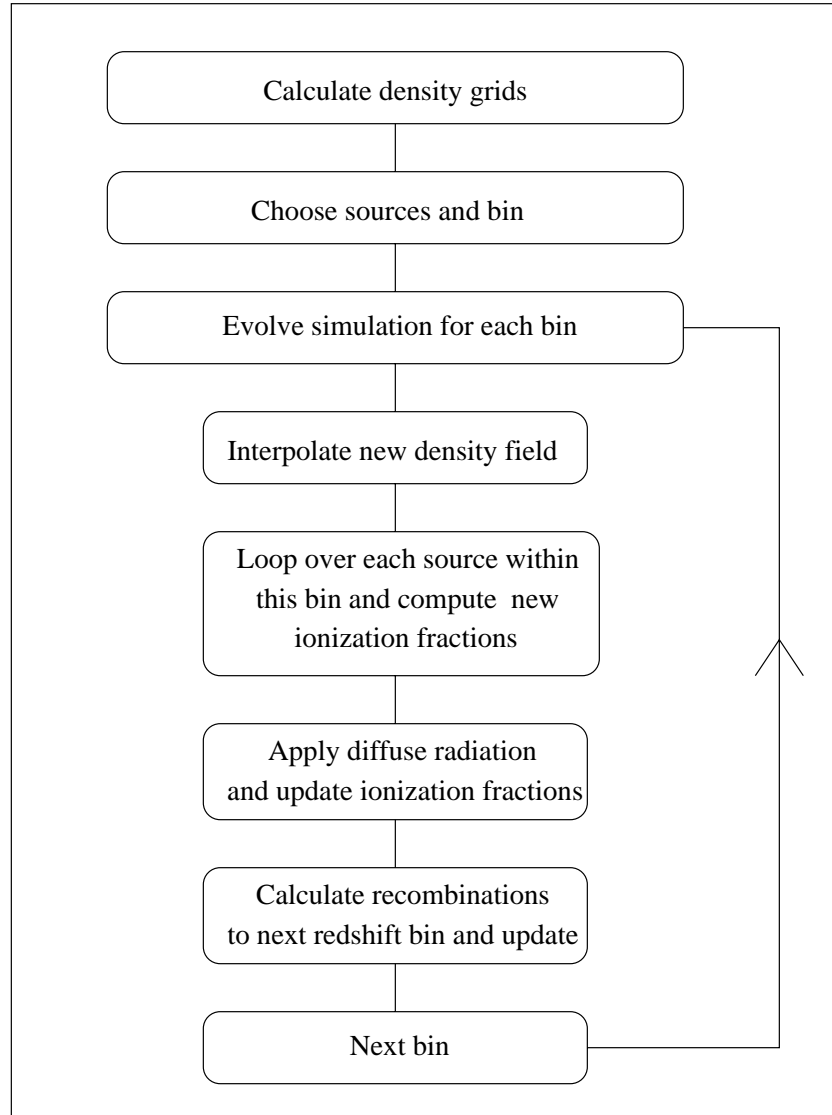 Calculate density grids
Choose sources and bin
Evolve simulation for each bin
Interpolate new density field
Loop over each source within
this bin and compute new
ionization fractions
Apply diffuse radiation
and update ionization fractions
Calculate recombinations
to next redshift bin and update
Next bin